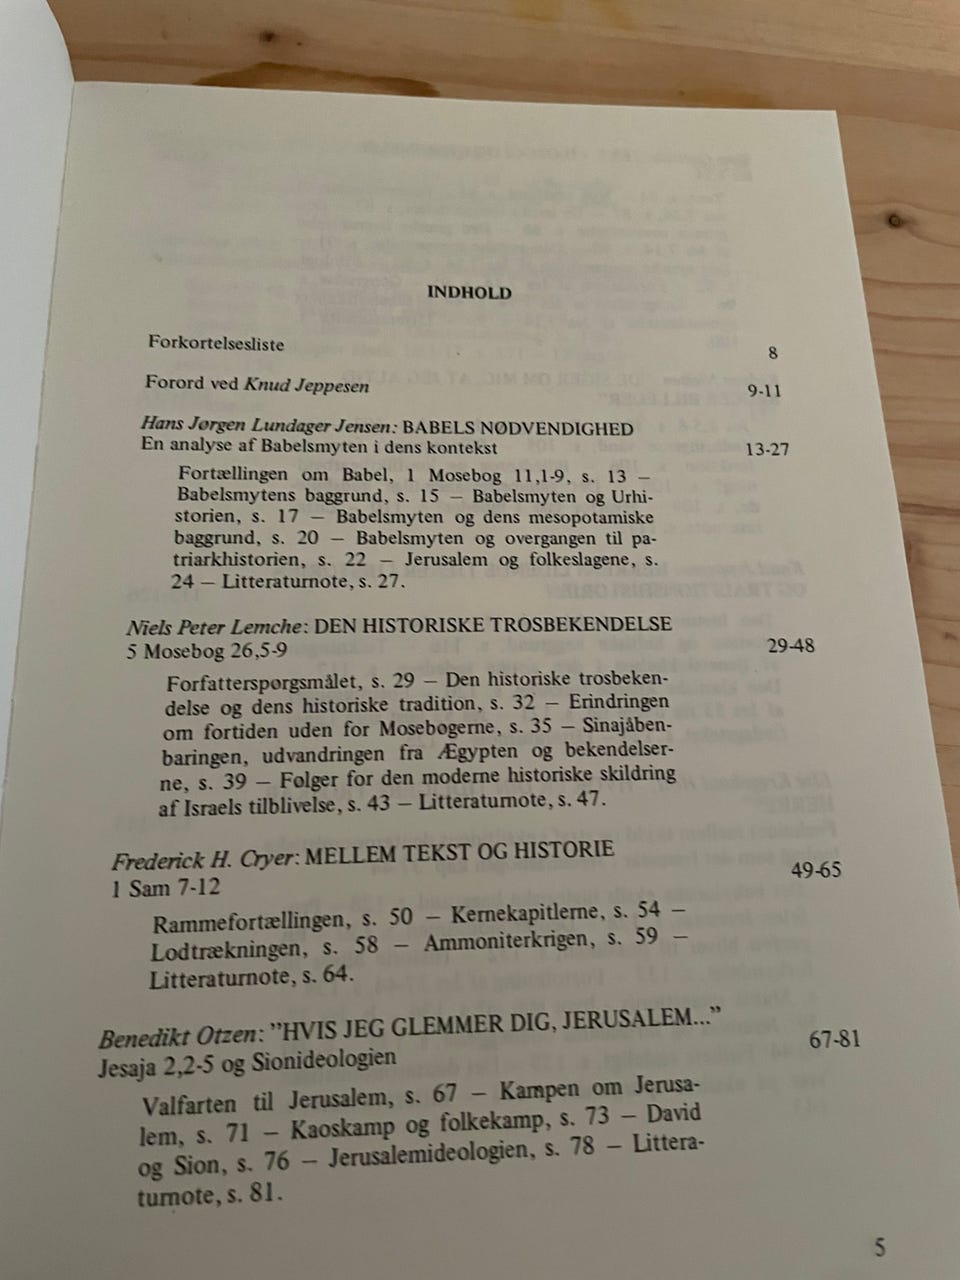 INDHOLD
Forkortelsesliste 8
Forord ved Knud Jeppesen 9-11
Hans Jørgen Lundager Jensen: BABELS NØDVENDIGHED
En analyse af Babelsmyten i dens kontekst 13-27
Fortællingen om Babel, 1 Mosebog 11,1-9, s. 13 —
Babelsmytens baggrund, s. 15 — Babelsmyten og Urhi-
storien, s. 17 — Babelsmyten og dens mesopotamiske
baggrund, s. 20 — Babelsmyten og overgangen til pa-
triarkhistorien, s. 22 — Jerusalem og folkeslagene, s.
24 — Litteraturnote, s. 27.
Niels Peter Lemche: DEN HISTORISKE TROSBEKENDELSE
5 Mosebog 26,5-9 29-48
Forfatterspørgsmålet, s. 29 — Den historiske trosbeken-
delse og dens historiske tradition, s. 32 — Erindringen
om fortiden uden for Mosebøgerne, s. 35 — Sinajåben-
baringen, udvandringen fra Ægypten og bekendelser-
ne, s. 39 — Følger for den moderne historiske skildring
af Israels tilblivelse, s. 43 — Litteraturnote, s. 47.
Frederick H. Cryer: MELLEM TEKST OG HISTORIE
1 Sam 7-12 49-65
Rammefortællingen, s. 50 — Kernekapitlerne, s. 54 —
Lodtrækningen, s. 58 — Ammoniterkrigen, s. 59 —
Litteraturnote, s. 64.
Benedikt Otzen: ”HVIS JEG GLEMMER DIG, JERUSALEM...”
Jesaja 2,2-5 og Sionideologien 67-81
Valfarten til Jerusalem, s. 67 — Kampen om Jerusa-
lem, s. 71 — Kaoskamp og folkekamp, s. 73 — David
og Sion, s. 76 — Jerusalemideologien, s. 78 — Littera-
turnote, s. 81.
5